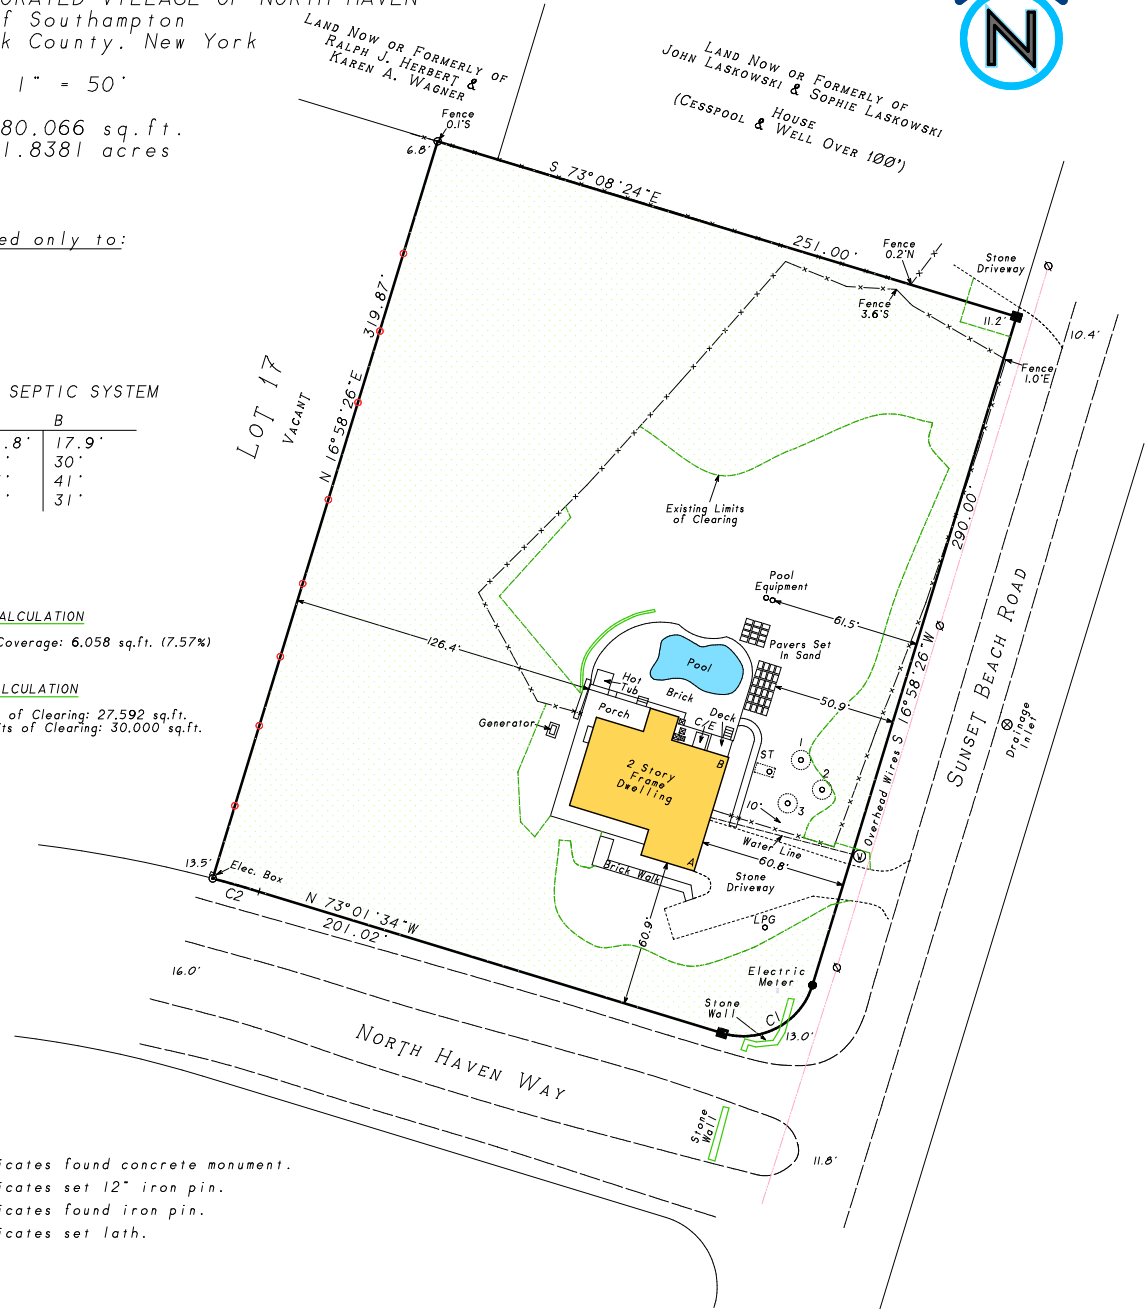 ORATED VILLAGE OF NORTH HAVEN
f Southampton
k County, New York
1" = 50'
80,066 sq.ft.
1.8381 acres
ed only to:
SEPTIC SYSTEM
B
.8' 17.9'
' 30'
' 41'
' 31'
ALCULATION
Coverage: 6,058 sq.ft. (7.57%)
LCULATION
of Clearing: 27,592 sq.ft.
its of Clearing: 30,000 sq.ft.
N
LAND NOW OR FORMERLY OF
RALPH J. HERBERT &
KAREN A. WAGNER
LAND NOW OR FORMERLY OF
JOHN LASKOWSKI & SOPHIE LASKOWSKI
HOUSE
(CESSPOOL & WELL OVER 100')
Fence
0.1'S
6.8'
S 73°08'24"E
251.00'
Fence
0.2'N
Stone
Driveway
Fence
3.6'S
11.2'
10.4'
Fence
1.0'E
319.87'
N 16°58'26"E
LOT 17
VACANT
Existing Limits
of Clearing
290.00'
S 16°58'26"W
Overhead Wires
SUNSET BEACH ROAD
Drainage
Inlet
Pool
Equipment
61.5'
Pavers Set
In Sand
50.9'
126.4'
Pool
Hot
Tub
Brick
Porch
Deck
C/E
Generator
ST
1
2
3
B
2 Story
Frame
Dwelling
A
10'
Water Line
60.8'
Stone
Driveway
Brick Walk
LPG
60.9'
W
13.5'
Elec. Box
C2
N 73°01'34"W
201.02'
16.0'
Electric
Meter
Stone
Wall
C1
13.0'
NORTH HAVEN WAY
Stone
Wall
11.8'
icates found concrete monument.
icates set 12" iron pin.
icates found iron pin.
icates set lath.